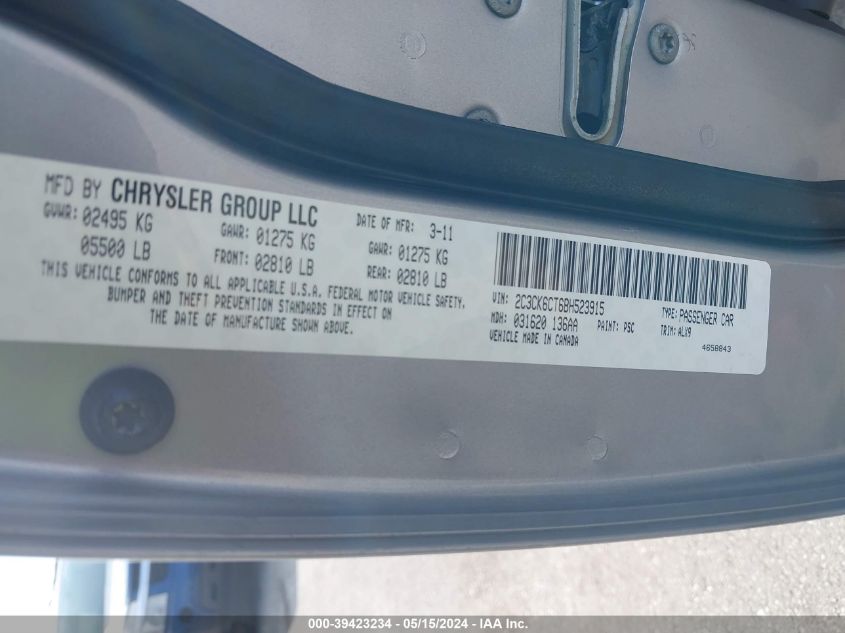 MFD BY CHRYSLER GROUP LLC DATE OF MFR: 3-11
GVWR: 02495 KG GAWR: 01275 KG GAWR: 01275 KG
05500 LB FRONT: 02810 LB REAR: 02810 LB
THIS VEHICLE CONFORMS TO ALL APPLICABLE U.S.A. FEDERAL MOTOR VEHICLE SAFETY,
BUMPER AND THEFT PREVENTION STANDARDS IN EFFECT ON
THE DATE OF MANUFACTURE SHOWN ABOVE.
VIN: 2C3CK6CT6BH523915 TYPE: PASSENGER CAR
MDH: 031620 136AA PAINT: PSC TRIM: ALX9
VEHICLE MADE IN CANADA 4658843
000-39423234 - 05/15/2024 - IAA Inc.